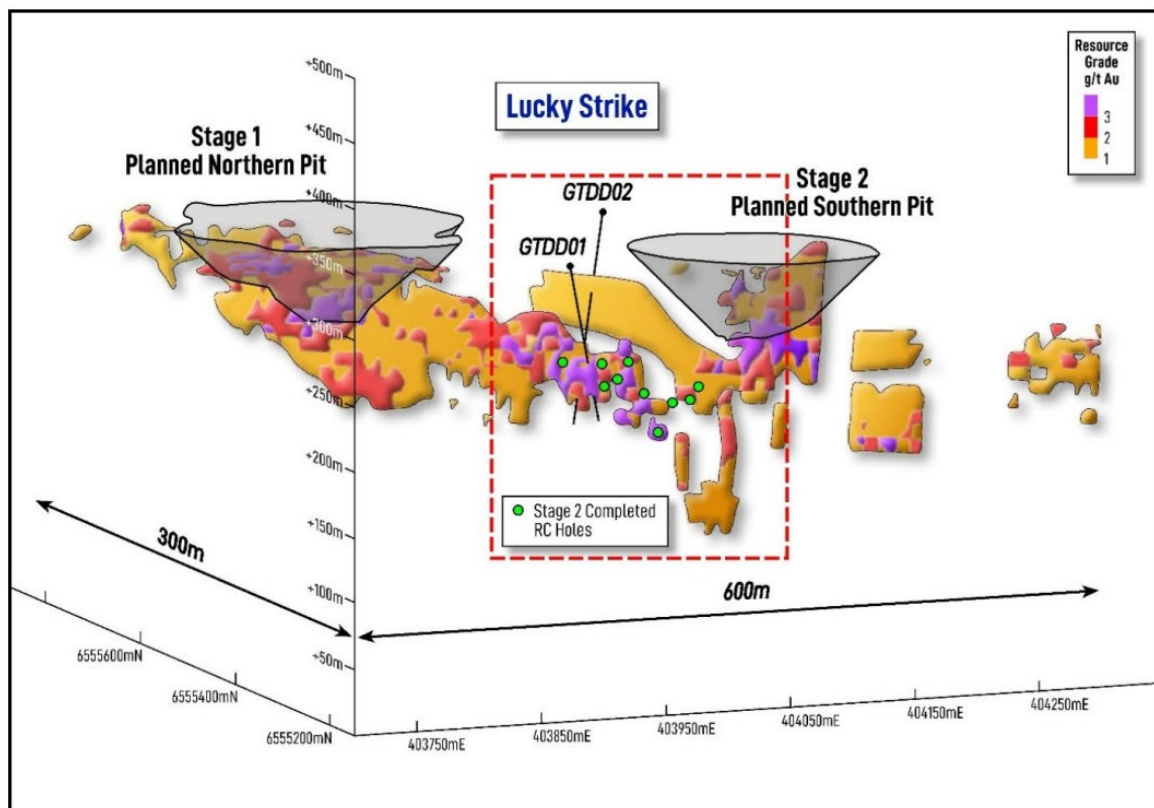 Resource
Grade
g/t Au
3
2
1
Lucky Strike
Stage 1
Planned Northern Pit
Stage 2
Planned Southern Pit
GTDD02
GTDD01
+500m
+450m
+400m
+350m
+300m
+250m
+200m
+150m
+100m
+50m
Stage 2 Completed
RC Holes
300m
600m
6555600mN
6555400mN
6555200mN
403750mE
403850mE
403950mE
404050mE
404150mE
404250mE